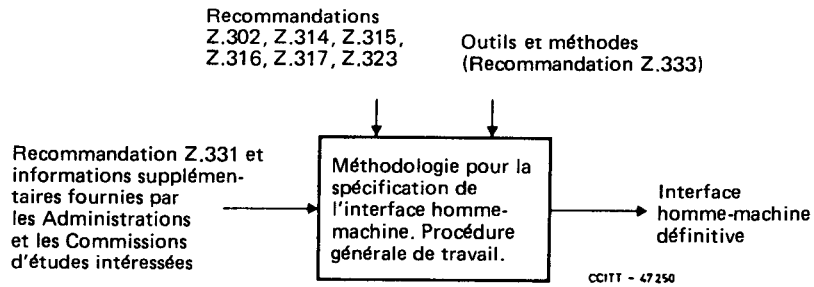 Recommandations
Z.302, Z.314, Z.315,
Z.316, Z.317, Z.323
Outils et méthodes
(Recommandation Z.333)
Recommandation Z.331 et
informations supplémen-
taires fournies par
les Administrations
et les Commissions
d'études intéressées
Méthodologie pour la
spécification de
l'interface homme-
machine. Procédure
générale de travail.
Interface
homme-machine
définitive
CCITT - 47250